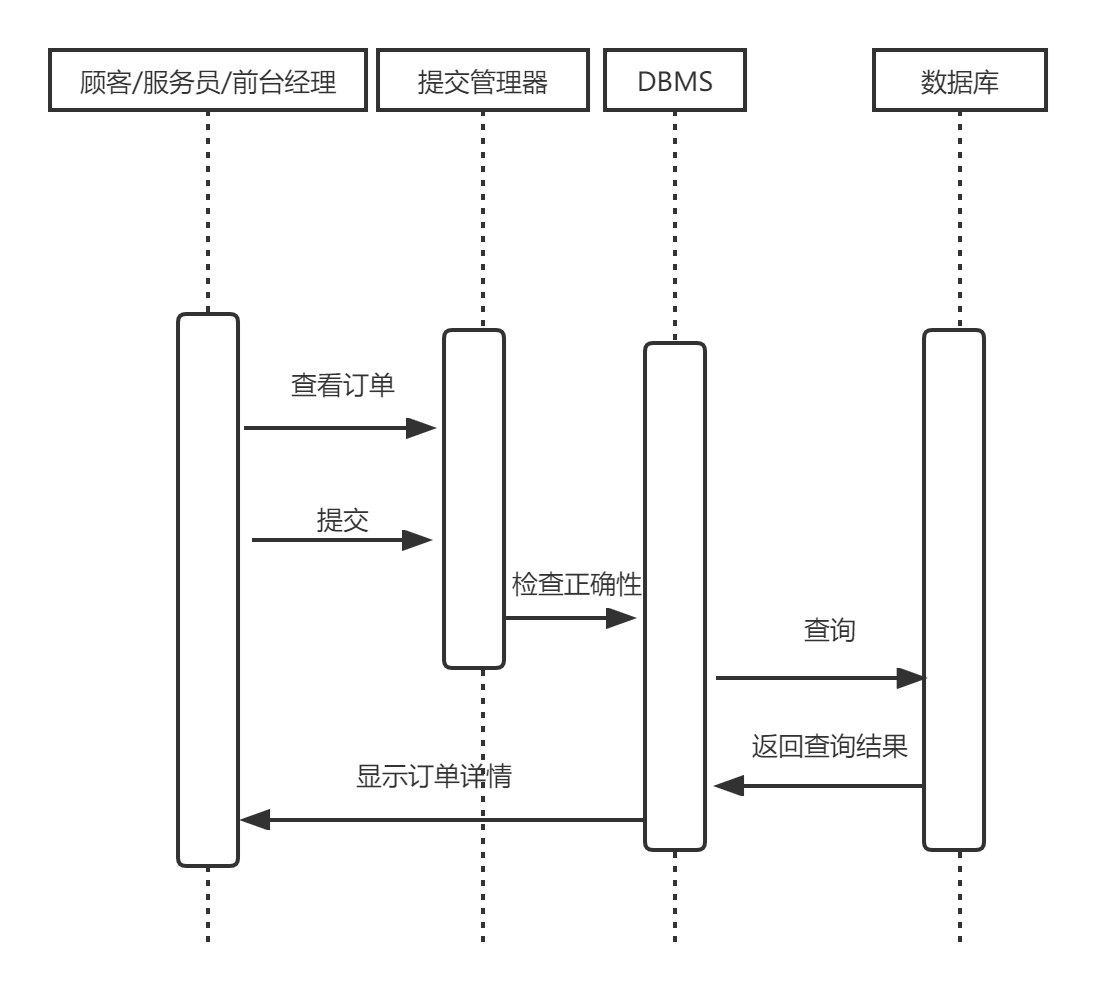 顾客/服务员/前台经理
提交管理器
DBMS
数据库
查看订单
提交
检查正确性
查询
返回查询结果
显示订单详情